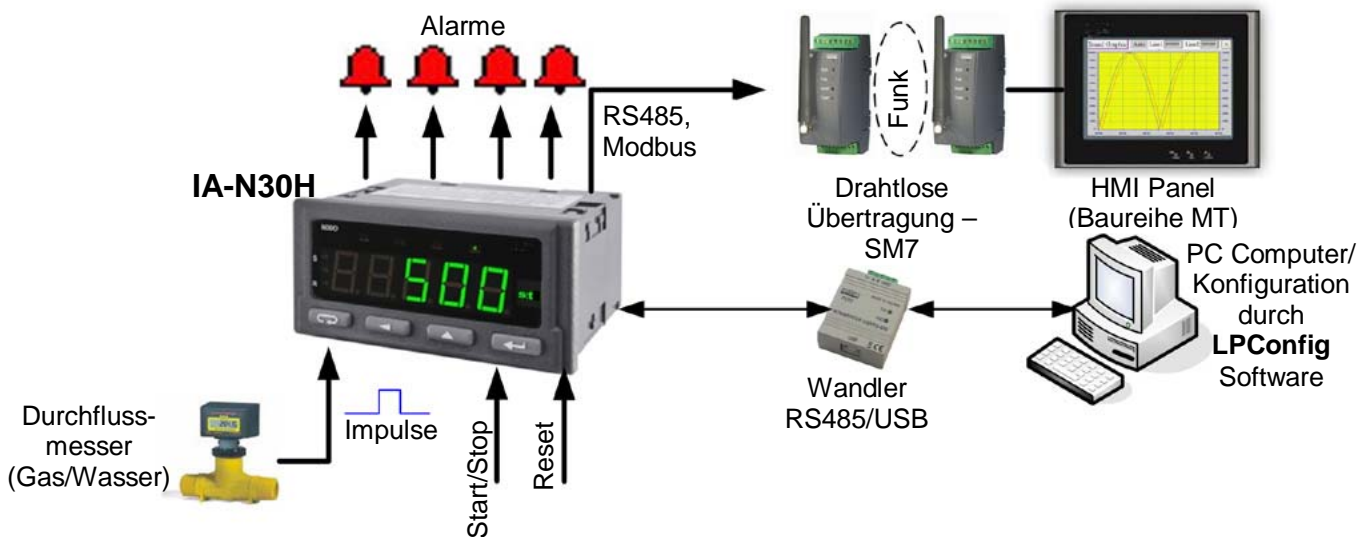 Alarme
RS485,
Modbus
Funk
IA-N30H
Drahtlose
Übertragung –
SM7
HMI Panel
(Baureihe MT)
500
st
PC Computer/
Konfiguration
durch
LPConfig
Software
Wandler
RS485/USB
Durchfluss-
messer
(Gas/Wasser)
Impulse
Start/Stop
Reset